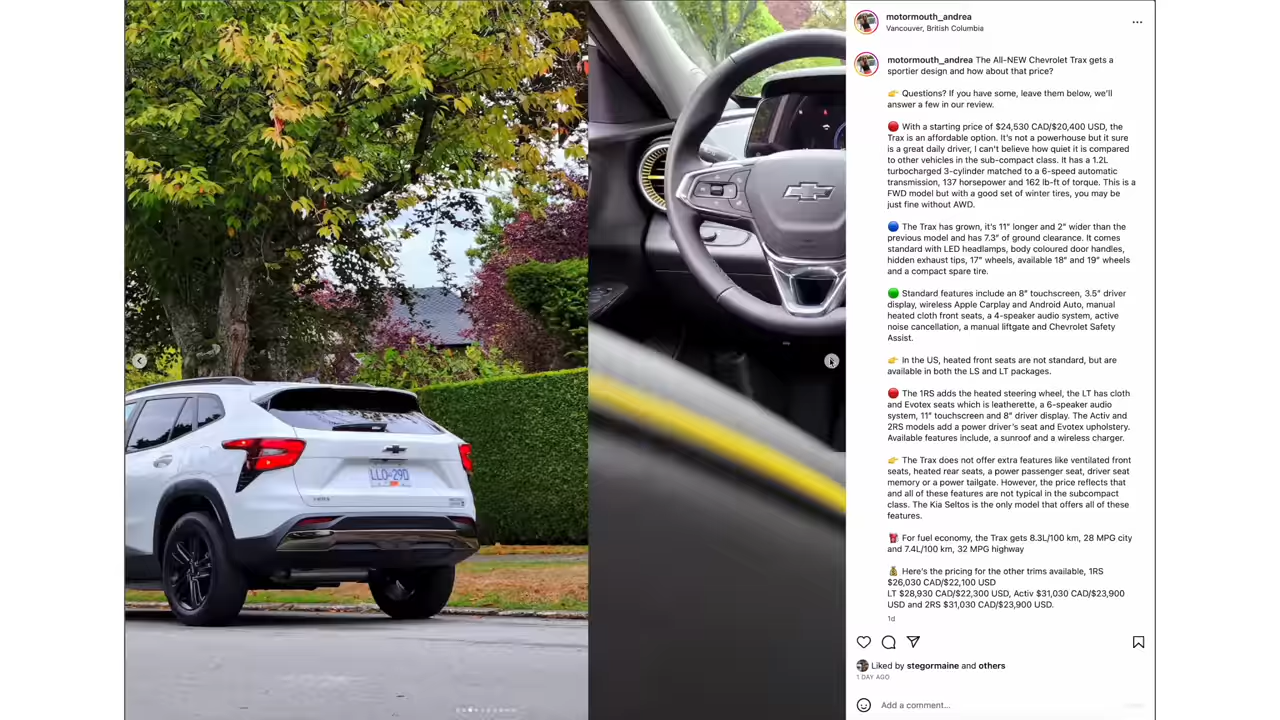 motormouth_andrea
Vancouver, British Columbia
motormouth_andrea The All-NEW Chevrolet Trax gets a
sportier design and how about that price?
👉 Questions? If you have some, leave them below, we'll
answer a few in our review.
🔴 With a starting price of $24,530 CAD/$20,400 USD, the
Trax is an affordable option. It's not a powerhouse but it sure
is a great daily driver, I can't believe how quiet it is compared
to other vehicles in the sub-compact class. It has a 1.2L
turbocharged 3-cylinder matched to a 6-speed automatic
transmission, 137 horsepower and 162 lb-ft of torque. This is a
FWD model but with a good set of winter tires, you may be
just fine without AWD.
🔵 The Trax has grown, it's 11" longer and 2" wider than the
previous model and has 7.3" of ground clearance. It comes
standard with LED headlamps, body coloured door handles,
hidden exhaust tips, 17" wheels, available 18" and 19" wheels
and a compact spare tire.
🟢 Standard features include an 8" touchscreen, 3.5" driver
display, wireless Apple Carplay and Android Auto, manual
heated cloth front seats, a 4-speaker audio system, active
noise cancellation, a manual liftgate and Chevrolet Safety
Assist.
👉 In the US, heated front seats are not standard, but are
available in both the LS and LT packages.
🔴 The 1RS adds the heated steering wheel, the LT has cloth
and Evotex seats which is leatherette, a 6-speaker audio
system, 11" touchscreen and 8" driver display. The Activ and
2RS models add a power driver's seat and Evotex upholstery.
Available features include, a sunroof and a wireless charger.
👉 The Trax does not offer extra features like ventilated front
seats, heated rear seats, a power passenger seat, driver seat
memory or a power tailgate. However, the price reflects that
and all of these features are not typical in the subcompact
class. The Kia Seltos is the only model that offers all of these
features.
For fuel economy, the Trax gets 8.3L/100 km, 28 MPG city
and 7.4L/100 km, 32 MPG highway
💰 Here's the pricing for the other trims available, 1RS
$26,030 CAD/$22,100 USD
LT $28,930 CAD/$22,300 USD, Activ $31,030 CAD/$23,900
USD and 2RS $31,030 CAD/$23,900 USD.
1d
Liked by stegormaine and others
1 DAY AGO
Add a comment...